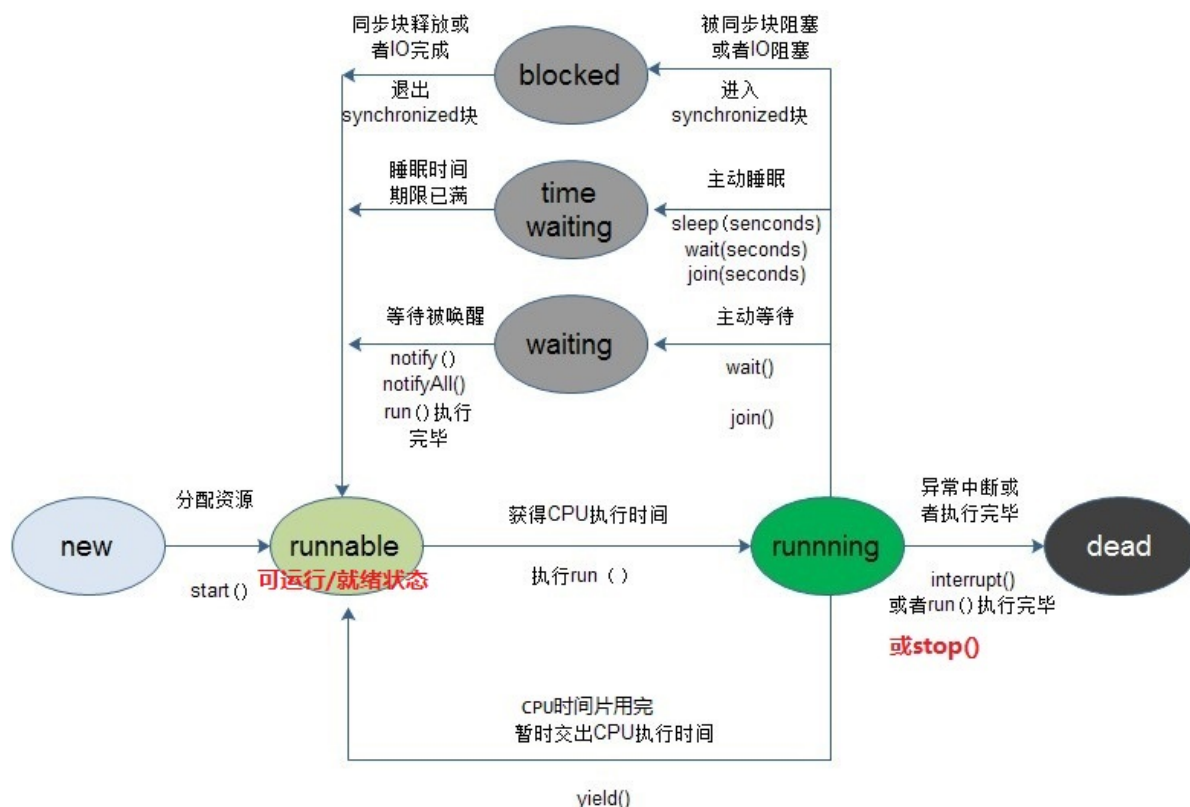 同步块释放或
者IO完成
被同步块阻塞
或者IO阻塞
blocked
退出
synchronized块
进入
synchronized块
睡眠时间
期限已满
time
waiting
主动睡眠
sleep(senconds)
wait(seconds)
join(seconds)
等待被唤醒
waiting
主动等待
notify()
notifyAll()
run()执行
完毕
wait()
join()
分配资源
获得CPU执行时间
异常中断或
者执行完毕
new
runnable
可运行/就绪状态
runnning
dead
start()
执行run ()
interrupt()
或者run()执行完毕
或stop()
CPU时间片用完
暂时交出CPU执行时间
yield()